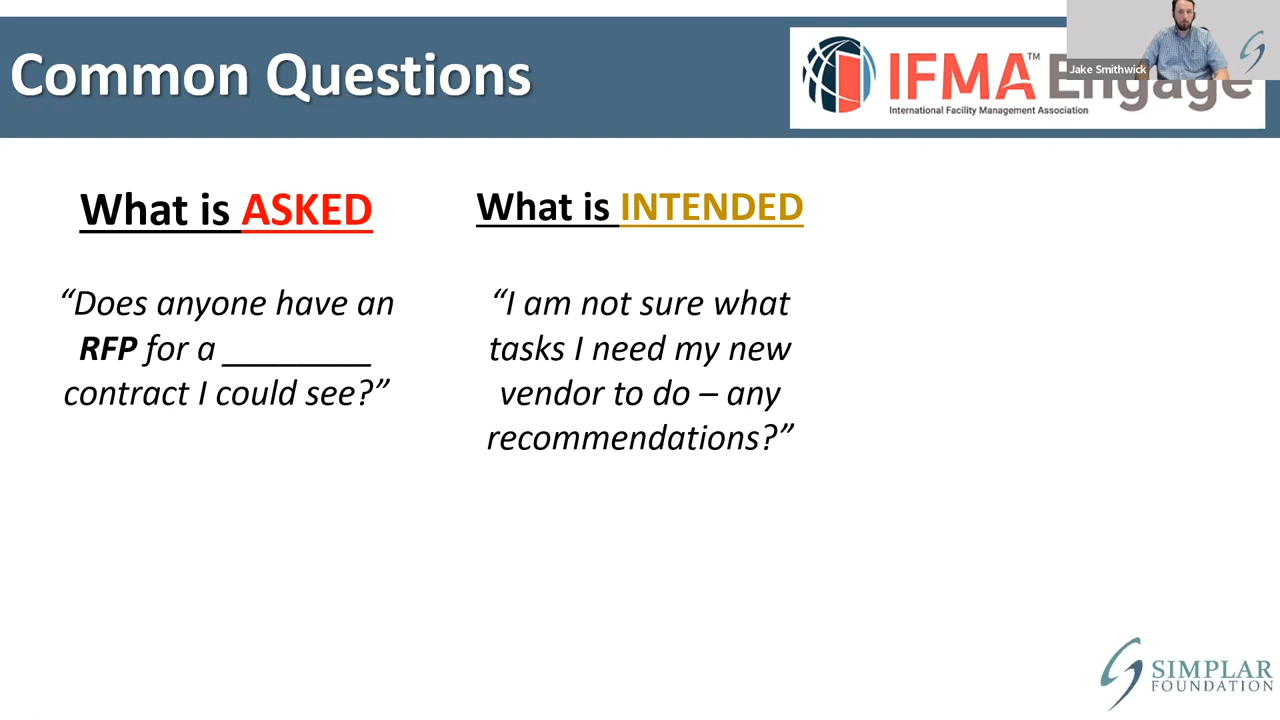 Common Questions
IFMA™ Engage
International Facility Management Association
Jake Smithwick
What is ASKED
“Does anyone have an
RFP for a ________
contract I could see?”
What is INTENDED
“I am not sure what
tasks I need my new
vendor to do – any
recommendations?”
SIMPLAR
FOUNDATION